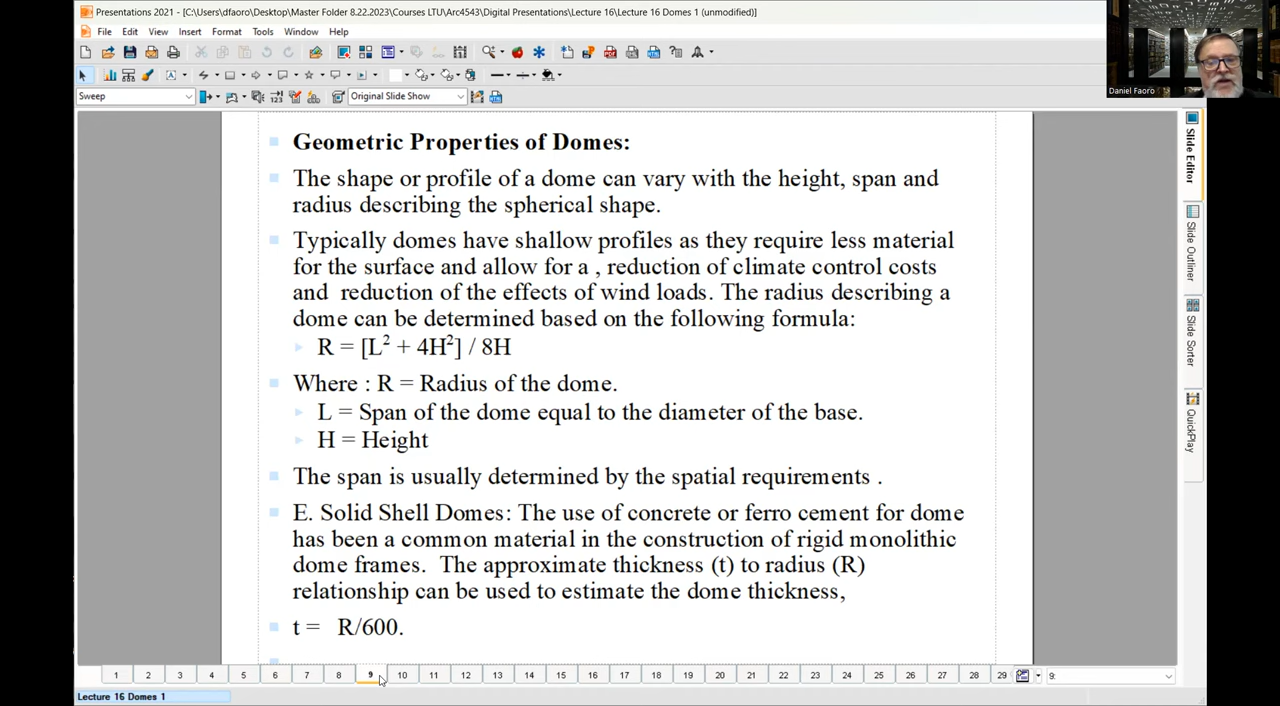 Presentations 2021 - [C:\Users\dfaoro\Desktop\Master Folder 8.22.2023\Courses LTU\Arc4543\Digital Presentations\Lecture 16\Lecture 16 Domes 1 (unmodified)]
File Edit View Insert Format Tools Window Help
Sweep Original Slide Show
Daniel Faoro
Geometric Properties of Domes:
The shape or profile of a dome can vary with the height, span and
radius describing the spherical shape.
Typically domes have shallow profiles as they require less material
for the surface and allow for a , reduction of climate control costs
and reduction of the effects of wind loads. The radius describing a
dome can be determined based on the following formula:
R = [L² + 4H²] / 8H
Where : R = Radius of the dome.
L = Span of the dome equal to the diameter of the base.
H = Height
The span is usually determined by the spatial requirements .
E. Solid Shell Domes: The use of concrete or ferro cement for dome
has been a common material in the construction of rigid monolithic
dome frames. The approximate thickness (t) to radius (R)
relationship can be used to estimate the dome thickness,
t = R/600.
Slide Editor
Slide Outliner
Slide Sorter
QuickPlay
1 2 3 4 5 6 7 8 9 10 11 12 13 14 15 16 17 18 19 20 21 22 23 24 25 26 27 28 29 9:
Lecture 16 Domes 1